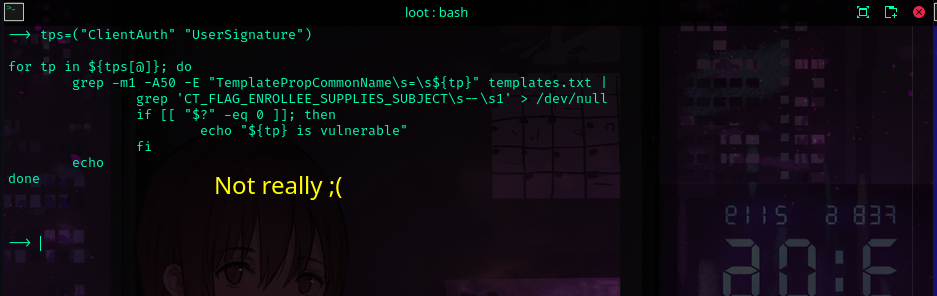 loot : bash
--> tps=("ClientAuth" "UserSignature")
for tp in ${tps[@]}; do
grep -m1 -A50 -E "TemplatePropCommonName\s=\s${tp}" templates.txt |
grep 'CT_FLAG_ENROLLEE_SUPPLIES_SUBJECT\s--\s1' > /dev/null
if [[ "$?" -eq 0 ]]; then
echo "${tp} is vulnerable"
fi
echo
done
Not really ;(
-->